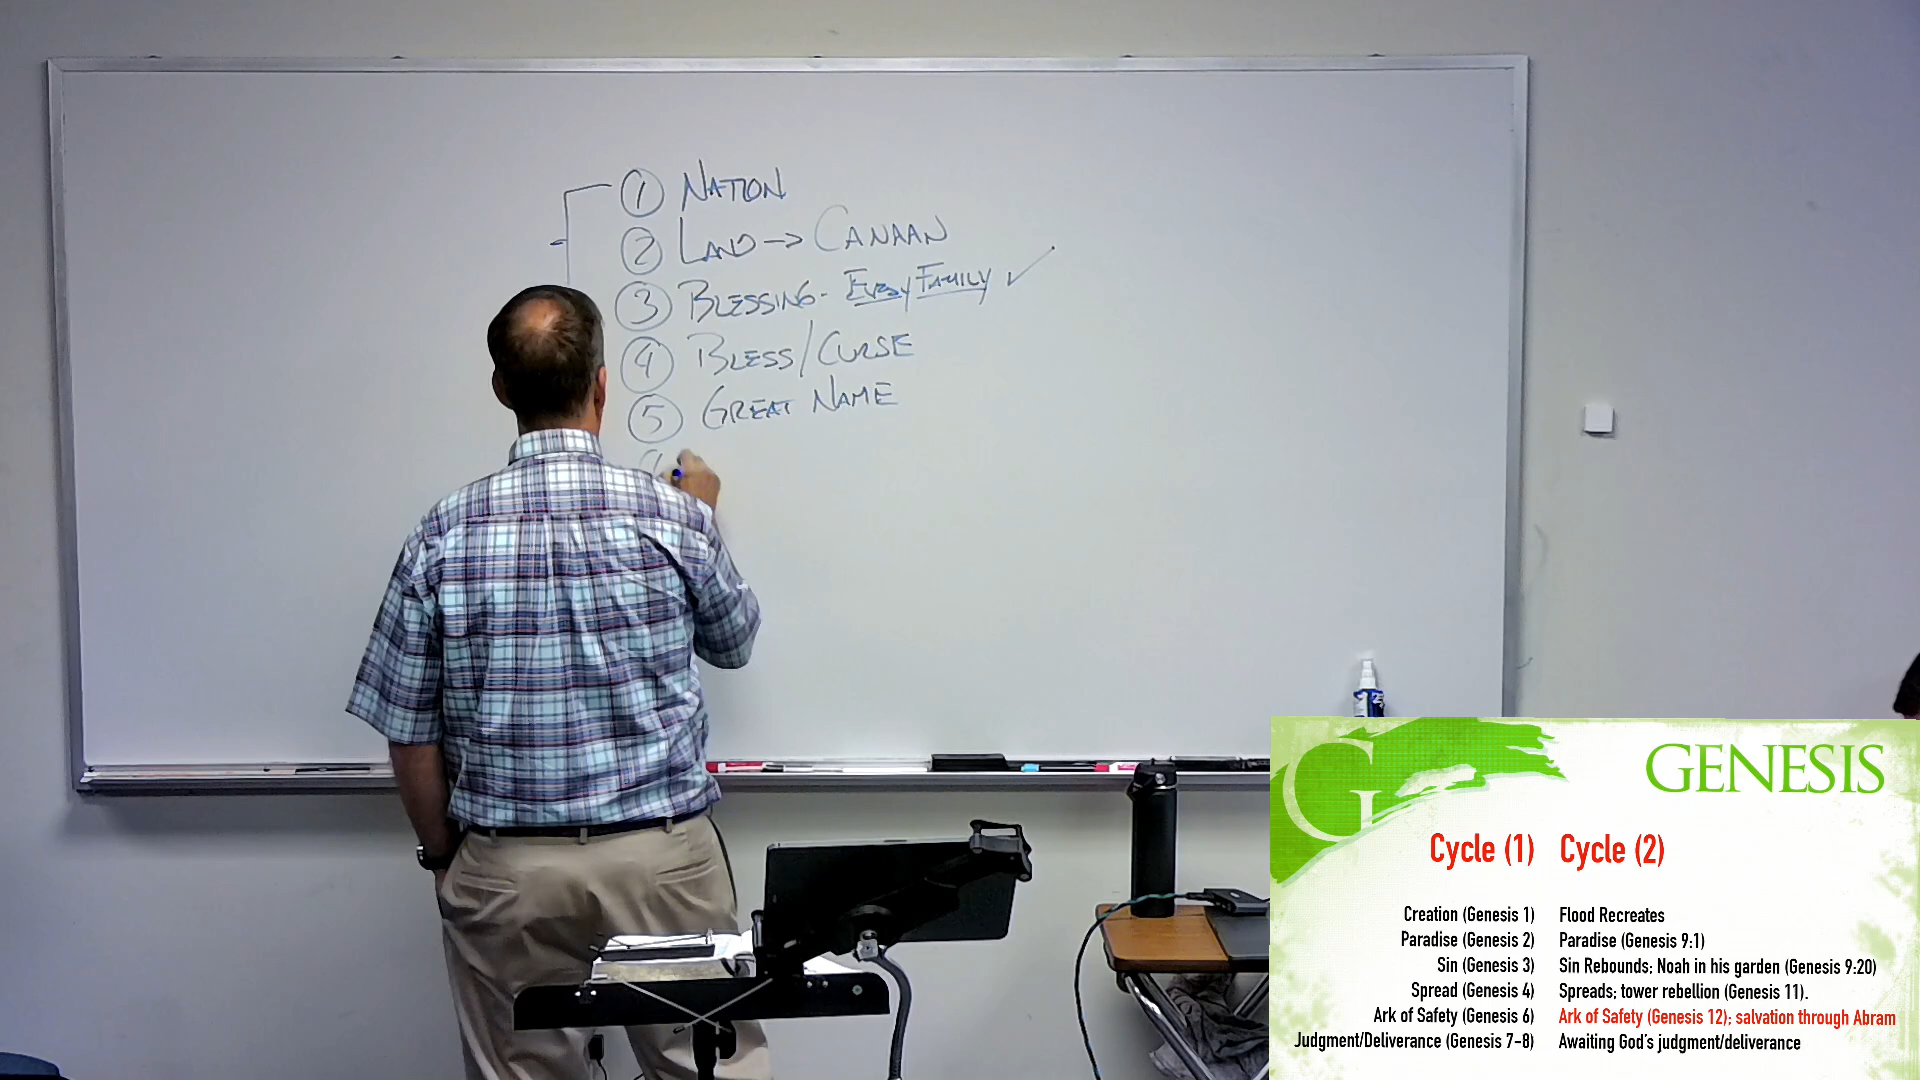 1 NATION
2 LAND → CANAAN
3 BLESSING - EVERY FAMILY ✓
4 BLESS/CURSE
5 GREAT NAME
G GENESIS
Cycle (1) Cycle (2)
Creation (Genesis 1) Flood Recreates
Paradise (Genesis 2) Paradise (Genesis 9:1)
Sin (Genesis 3) Sin Rebounds; Noah in his garden (Genesis 9:20)
Spread (Genesis 4) Spreads; tower rebellion (Genesis 11).
Ark of Safety (Genesis 6) Ark of Safety (Genesis 12); salvation through Abram
Judgment/Deliverance (Genesis 7-8) Awaiting God's judgment/deliverance